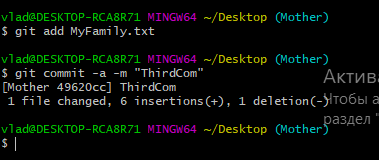 vlad@DESKTOP-RCA8R71 MINGW64 ~/Desktop (Mother)
$ git add MyFamily.txt
vlad@DESKTOP-RCA8R71 MINGW64 ~/Desktop (Mother)
$ git commit -a -m "ThirdCom"
[Mother 49620cc] ThirdCom
1 file changed, 6 insertions(+), 1 deletion(-)
Актива
Чтобы а
раздел "
vlad@DESKTOP-RCA8R71 MINGW64 ~/Desktop (Mother)
$